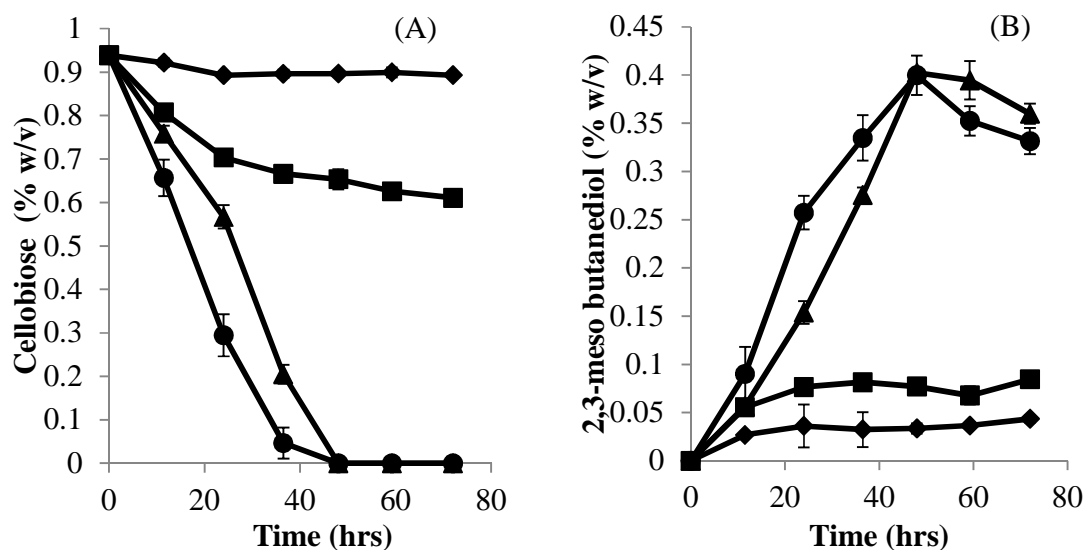 (A)
Cellobiose (% w/v)
1
0.9
0.8
0.7
0.6
0.5
0.4
0.3
0.2
0.1
0
0 20 40 60 80
Time (hrs)
(B)
2,3-meso butanediol (% w/v)
0.45
0.4
0.35
0.3
0.25
0.2
0.15
0.1
0.05
0
0 20 40 60 80
Time (hrs)